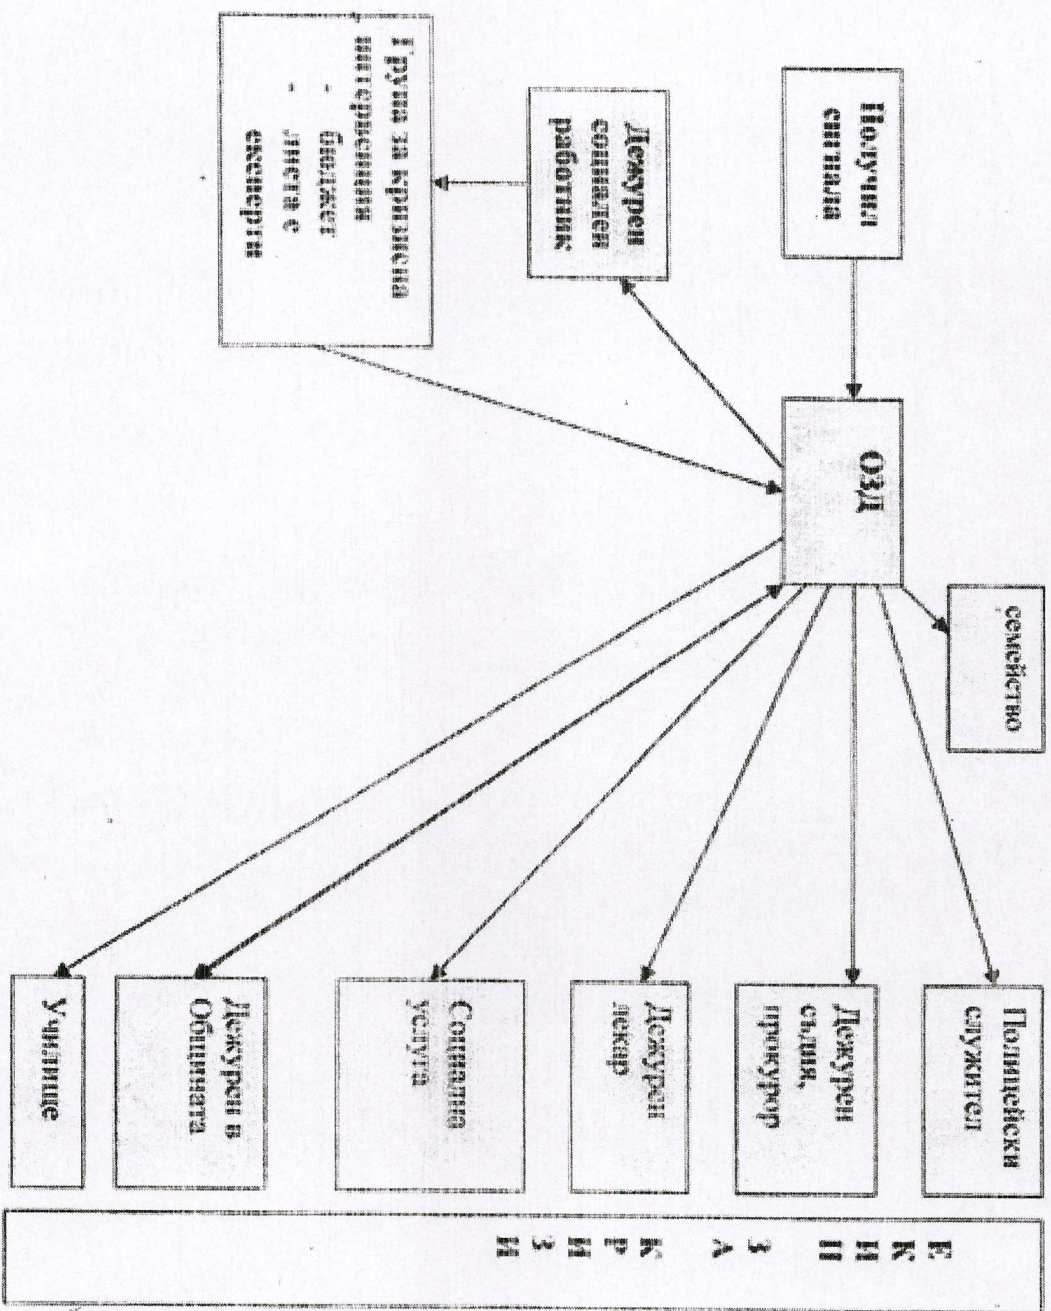 Получил
сигнала
ОЗД
семейство
Дежурен
социален
работник
Група за кризисна
интервенция
- бюджет
- листа с
експерти
Полицейски
служител
Дежурен
съдия,
прокурор
Дежурен
лекар
Социална
услуга
Дежурен в
Общината
Училище
ЕКИП ЗА КРИЗИ